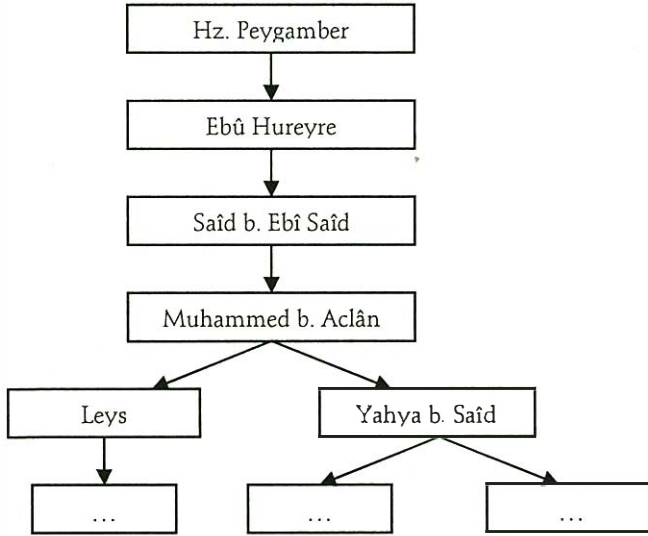 Hz. Peygamber
Ebû Hureyre
Saîd b. Ebî Saîd
Muhammed b. Aclân
Leys
Yahya b. Saîd
...
...
...